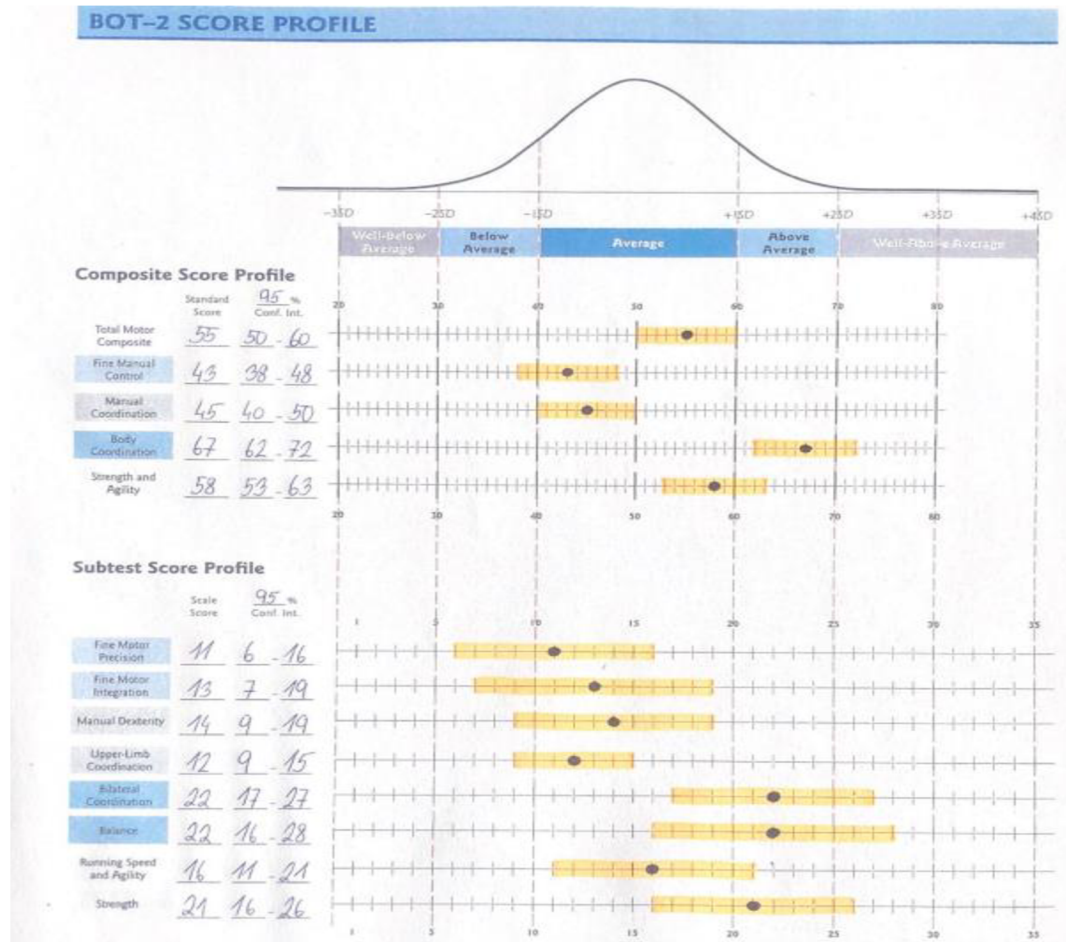 BOT–2 SCORE PROFILE
−3SD −2SD −1SD +1SD +2SD +3SD +4SD
Well-Below Average Below Average Average Above Average Well-Above Average
Composite Score Profile
Standard Score 95 % Conf. Int.
20 30 40 50 60 70 80
Total Motor Composite 55 50 - 60
Fine Manual Control 43 38 - 48
Manual Coordination 45 40 - 50
Body Coordination 67 62 - 72
Strength and Agility 58 53 - 63
20 30 40 50 60 70 80
Subtest Score Profile
Scale Score 95 % Conf. Int.
1 5 10 15 20 25 30 35
Fine Motor Precision 11 6 - 16
Fine Motor Integration 13 7 - 19
Manual Dexterity 14 9 - 19
Upper-Limb Coordination 12 9 - 15
Bilateral Coordination 22 17 - 27
Balance 22 16 - 28
Running Speed and Agility 16 11 - 21
Strength 21 16 - 26
1 5 10 15 20 25 30 35